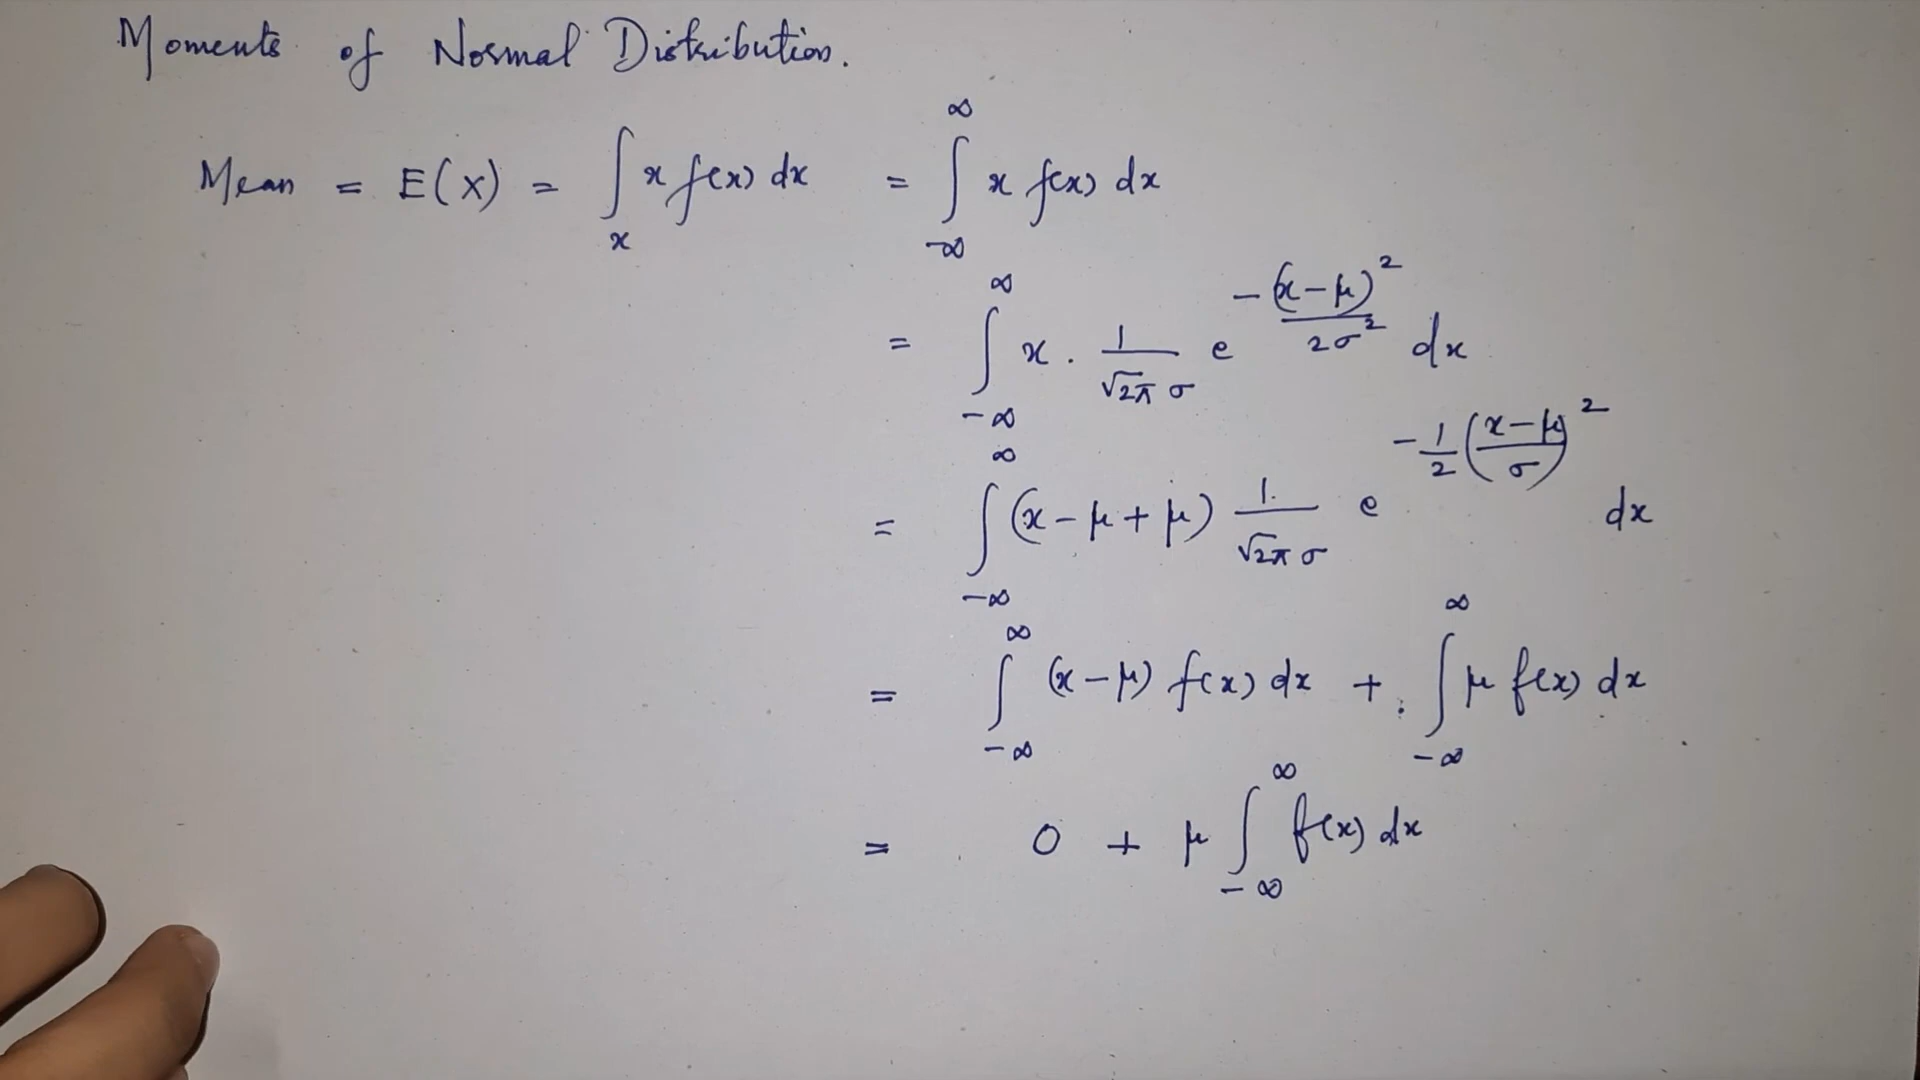 Moments of Normal Distribution.
Mean = E(X) = ∫ₓ x f(x) dx = ∫_{-∞}^{∞} x f(x) dx
= ∫_{-∞}^{∞} x . 1/(√2π σ) e^{-(x-μ)²/2σ²} dx
= ∫_{-∞}^{∞} (x-μ+μ) 1/(√2π σ) e^{-1/2 ((x-μ)/σ)²} dx
= ∫_{-∞}^{∞} (x-μ) f(x) dx + ∫_{-∞}^{∞} μ f(x) dx
= 0 + μ ∫_{-∞}^{∞} f(x) dx